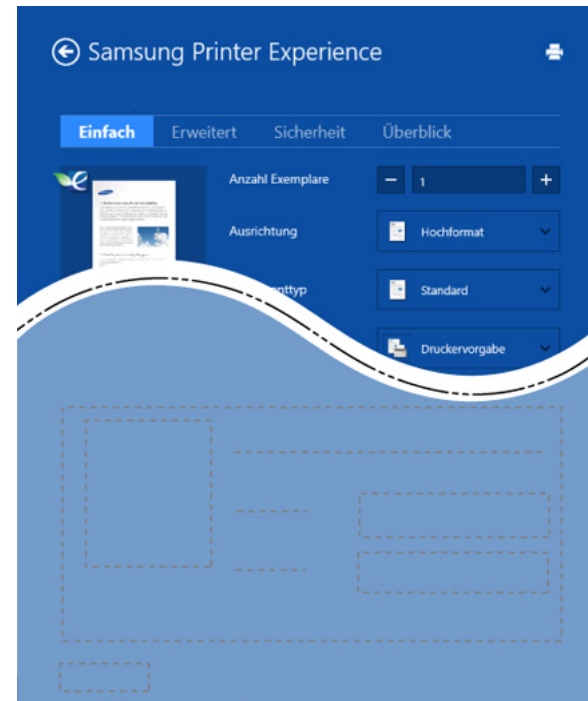 Samsung Printer Experience
Einfach Erweitert Sicherheit Überblick
Anzahl Exemplare 1
Ausrichtung Hochformat
Standard
Druckervorgabe